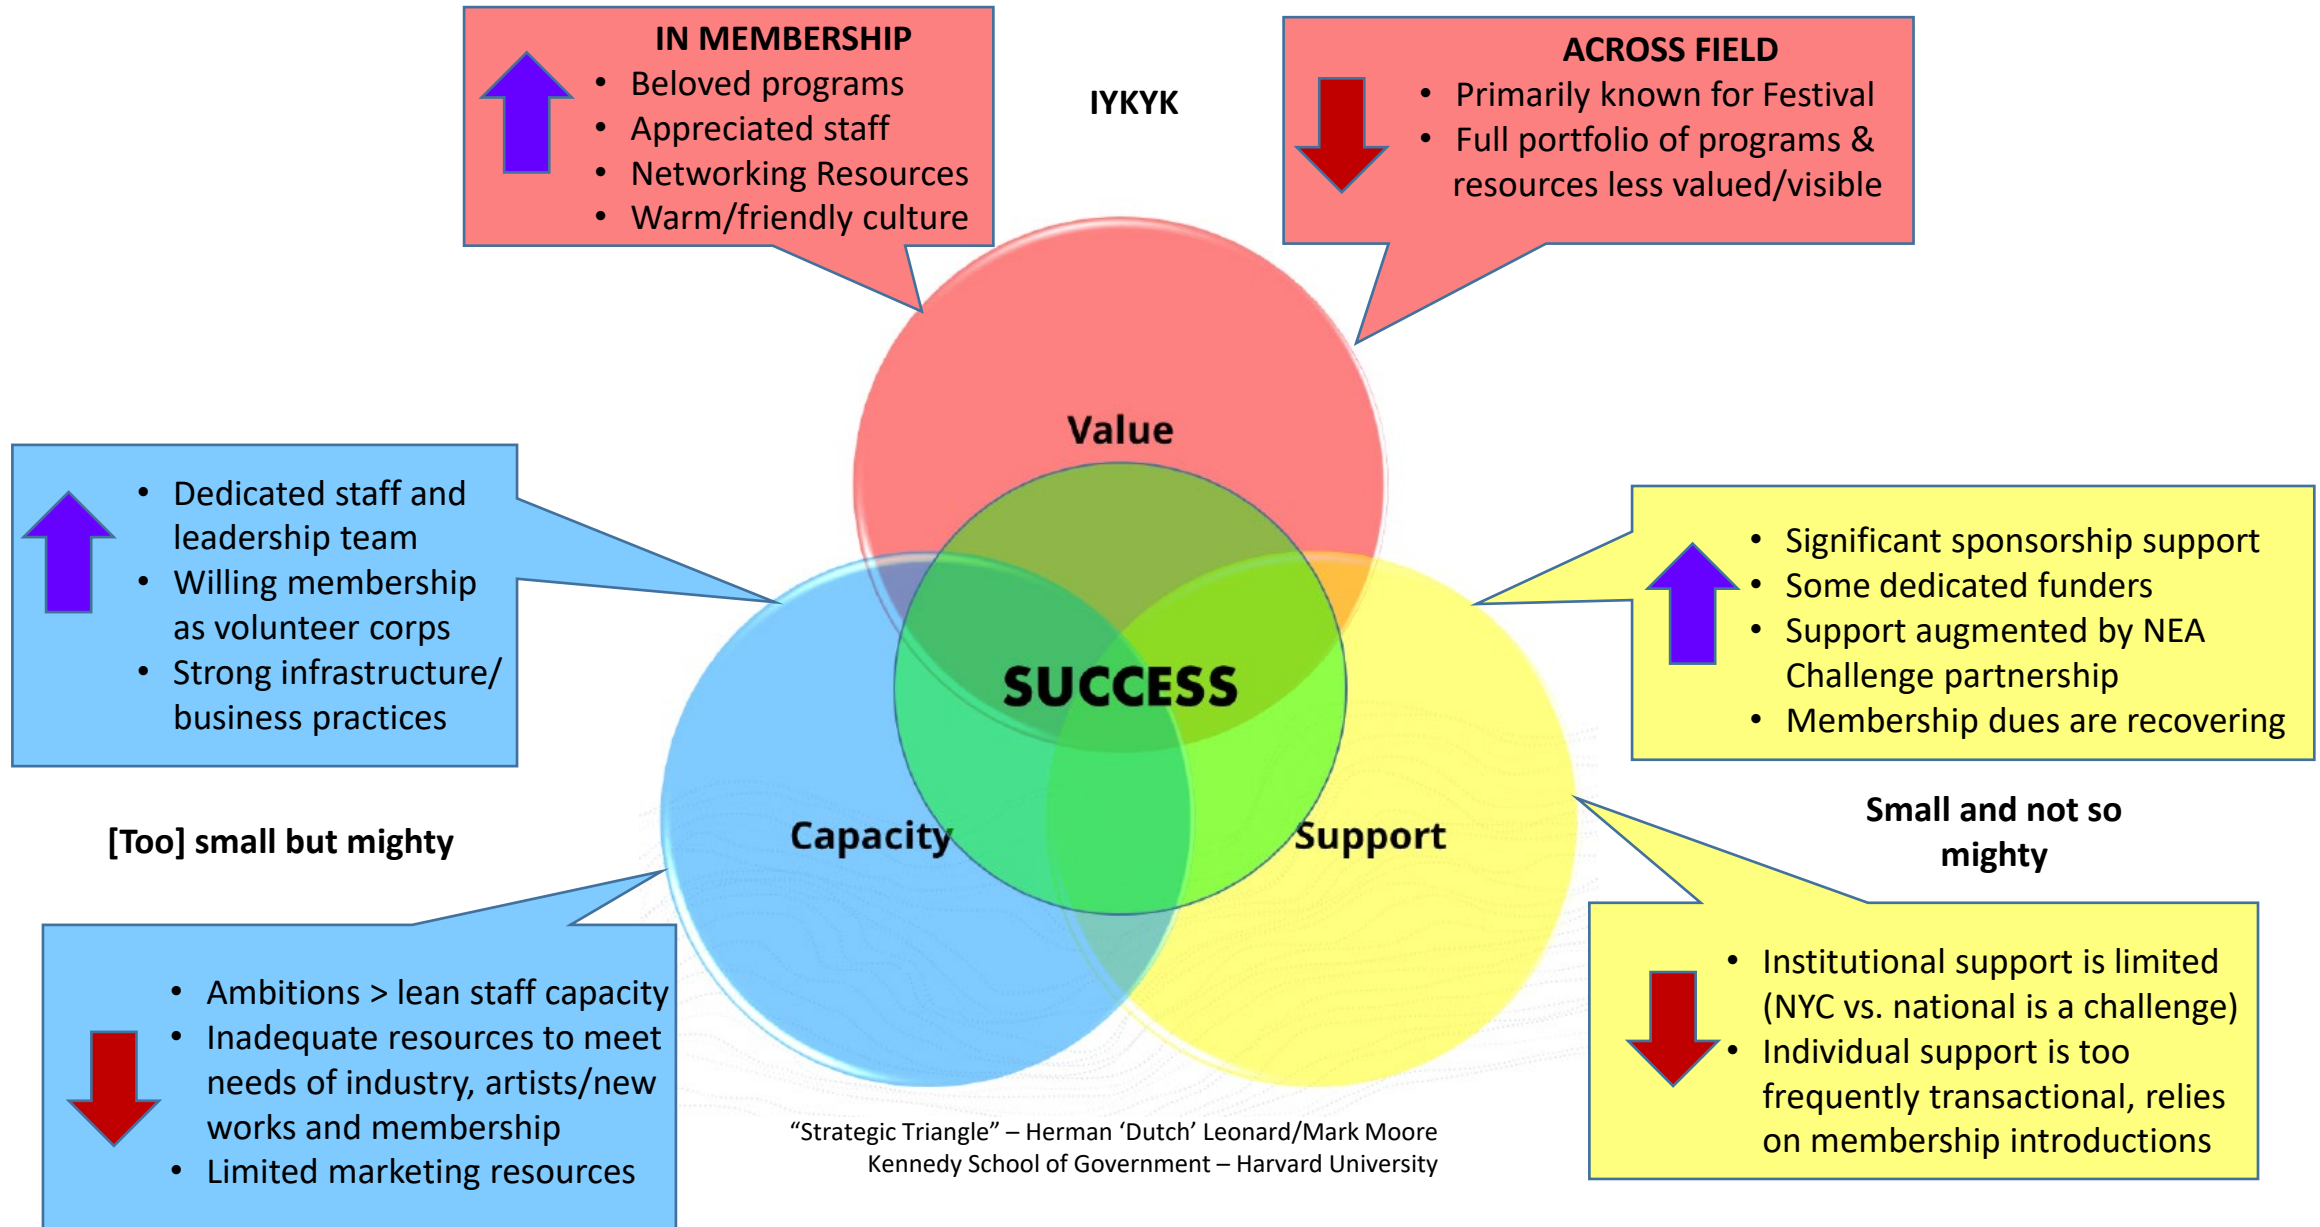 IN MEMBERSHIP
• Beloved programs
• Appreciated staff
• Networking Resources
• Warm/friendly culture
IYKYK
ACROSS FIELD
• Primarily known for Festival
• Full portfolio of programs &
resources less valued/visible
Value
• Dedicated staff and
leadership team
• Willing membership
as volunteer corps
• Strong infrastructure/
business practices
SUCCESS
• Significant sponsorship support
• Some dedicated funders
• Support augmented by NEA
Challenge partnership
• Membership dues are recovering
[Too] small but mighty
Capacity
Support
Small and not so
mighty
• Ambitions > lean staff capacity
• Inadequate resources to meet
needs of industry, artists/new
works and membership
• Limited marketing resources
“Strategic Triangle” – Herman ‘Dutch’ Leonard/Mark Moore
Kennedy School of Government – Harvard University
• Institutional support is limited
(NYC vs. national is a challenge)
• Individual support is too
frequently transactional, relies
on membership introductions